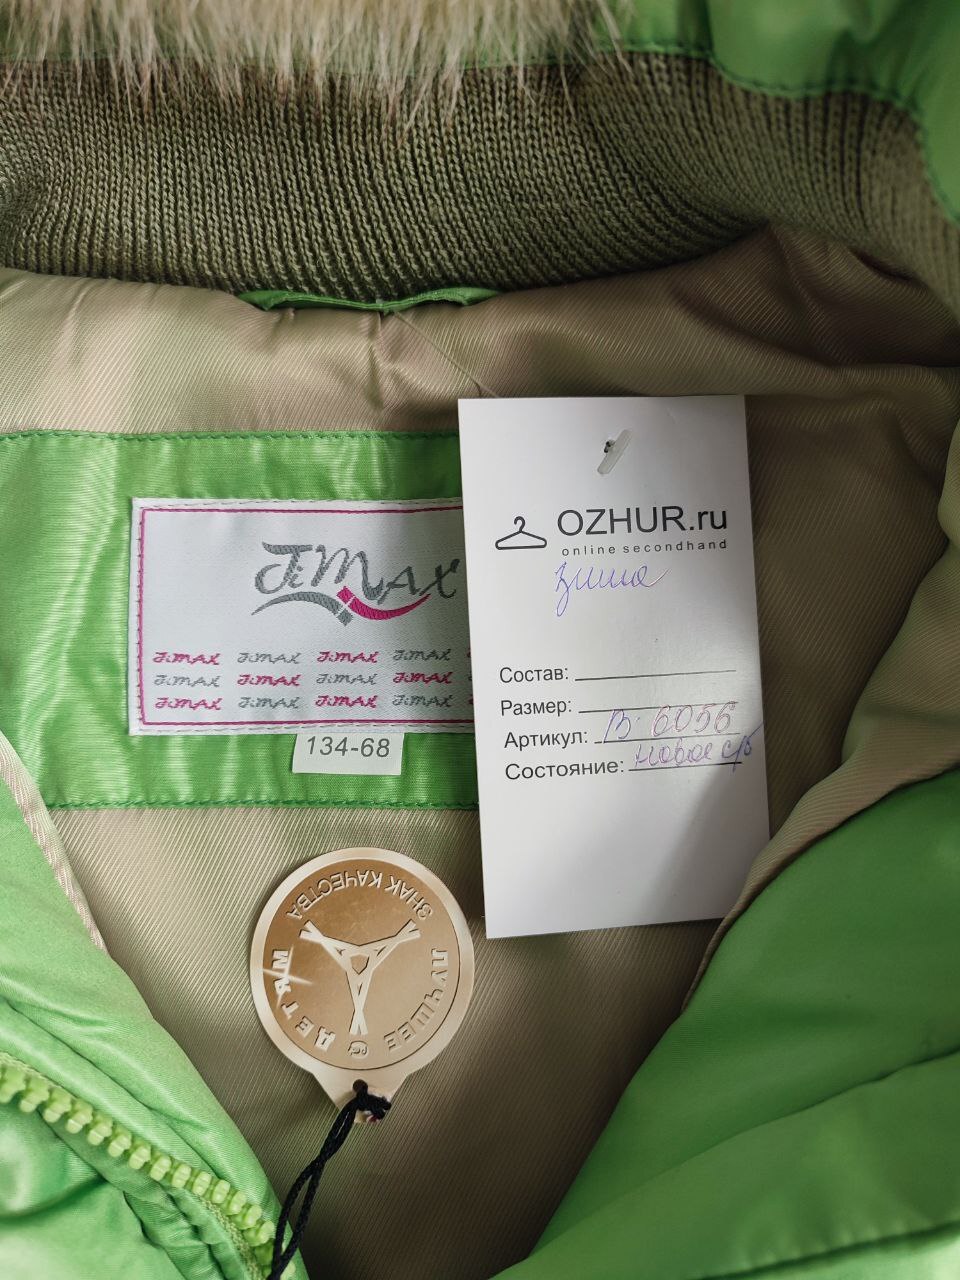 JiMAX
JiMAX JiMAX JiMAX JiMAX
JiMAX JiMAX JiMAX JiMAX
JiMAX JiMAX JiMAX JiMAX
134-68
OZHUR.ru
online secondhand
зима
Состав:
Размер:
Артикул: В-6056
Состояние: новое с/б
ЗНАК КАЧЕСТВА
ЛУЧШЕЕ ДЕТЯМ